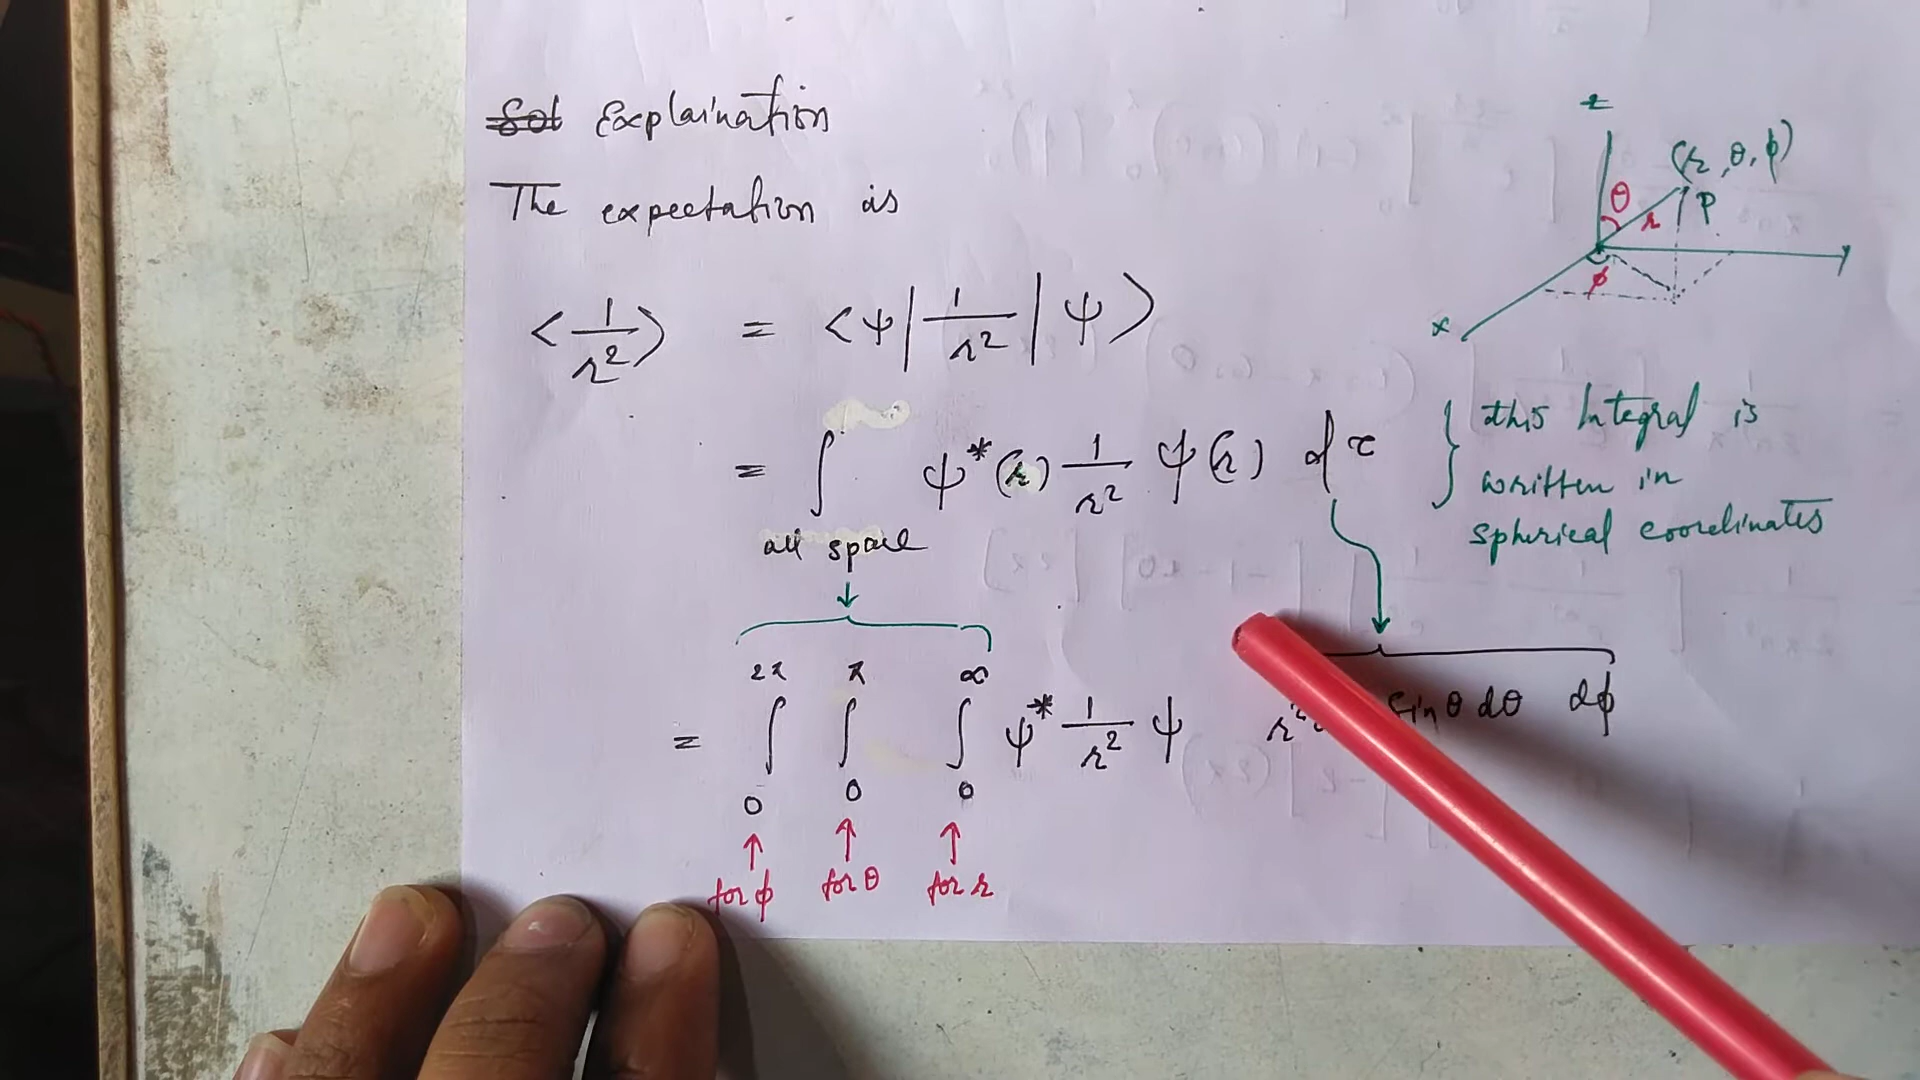 Sol Explaination
The expectation is
⟨1/r²⟩ = ⟨ψ|1/r²|ψ⟩
= ∫ ψ*(r) 1/r² ψ(r) dτ
all space
↓
= ∫₀^2π ∫₀^π ∫₀^∞ ψ* 1/r² ψ r² sinθ dθ dϕ
↑ ↑ ↑
for ϕ for θ for r
z
(r, θ, ϕ)
θ r P
y
ϕ
x
} this Integral is
written in
spherical coordinates